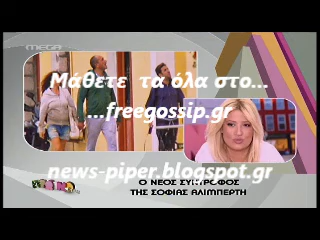 MEGA
Μάθετε τα όλα στο...
...freegossip.gr
news-piper.blogspot.gr
Ο ΝΕΟΣ ΣΥΝΤΡΟΦΟΣ
ΤΗΣ ΣΟΦΙΑΣ ΑΛΙΜΠΕΡΤΗ